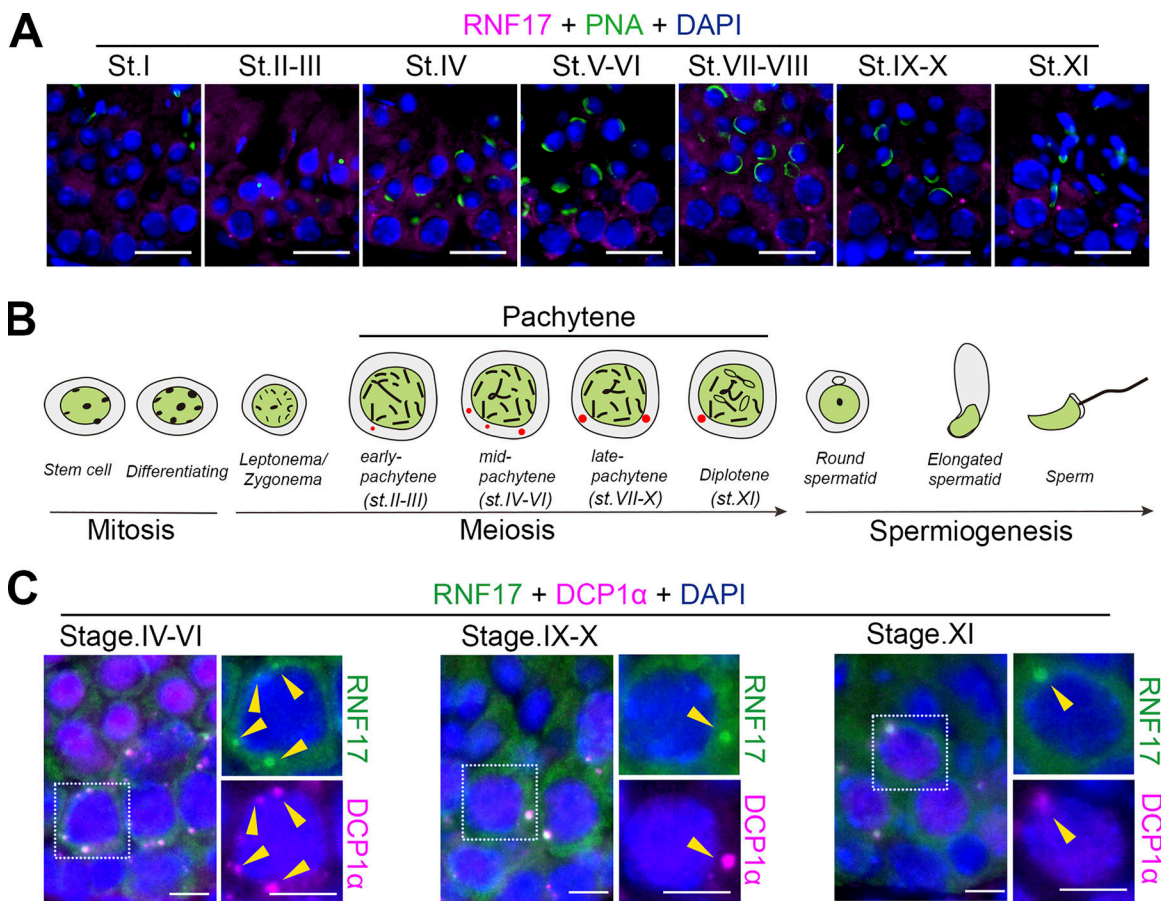 A
RNF17 + PNA + DAPI
St.I St.II-III St.IV St.V-VI St.VII-VIII St.IX-X St.XI
B
Pachytene
Stem cell
Differentiating
Leptonema/
Zygonema
early-
pachytene
(st.II-III)
mid-
pachytene
(st.IV-VI)
late-
pachytene
(st.VII-X)
Diplotene
(st.XI)
Round
spermatid
Elongated
spermatid
Sperm
Mitosis
Meiosis
Spermiogenesis
C
RNF17 + DCP1α + DAPI
Stage.IV-VI
RNF17
DCP1α
Stage.IX-X
RNF17
DCP1α
Stage.XI
RNF17
DCP1α